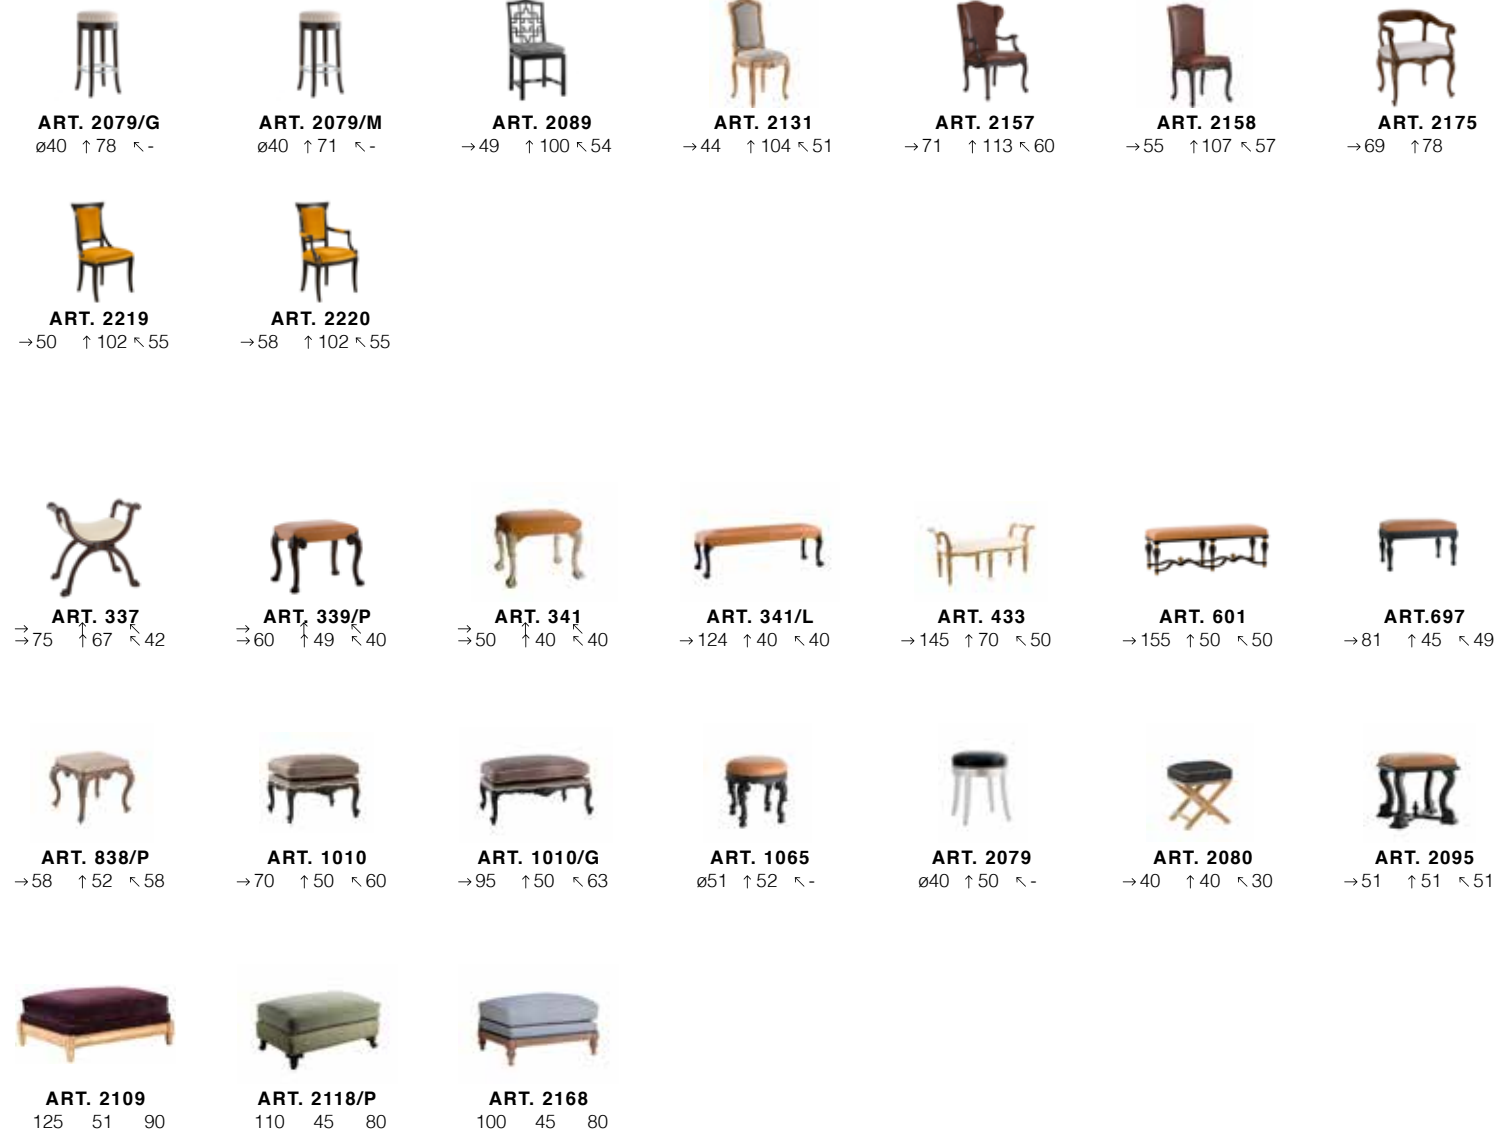 ART. 2079/G ART. 2079/M ART. 2089 ART. 2131 ART. 2157 ART. 2158 ART. 2175
ø40 ↑78 ↖- ø40 ↑71 ↖- →49 ↑100 ↖54 →44 ↑104 ↖51 →71 ↑113 ↖60 →55 ↑107 ↖57 →69 ↑78
ART. 2219 ART. 2220
→50 ↑102 ↖55 →58 ↑102 ↖55
ART. 337 ART. 339/P ART. 341 ART. 341/L ART. 433 ART. 601 ART.697
→75 ↑67 ↖42 →60 ↑49 ↖40 →50 ↑40 ↖40 →124 ↑40 ↖40 →145 ↑70 ↖50 →155 ↑50 ↖50 →81 ↑45 ↖49
ART. 838/P ART. 1010 ART. 1010/G ART. 1065 ART. 2079 ART. 2080 ART. 2095
→58 ↑52 ↖58 →70 ↑50 ↖60 →95 ↑50 ↖63 ø51 ↑52 ↖- ø40 ↑50 ↖- →40 ↑40 ↖30 →51 ↑51 ↖51
ART. 2109 ART. 2118/P ART. 2168
125 51 90 110 45 80 100 45 80